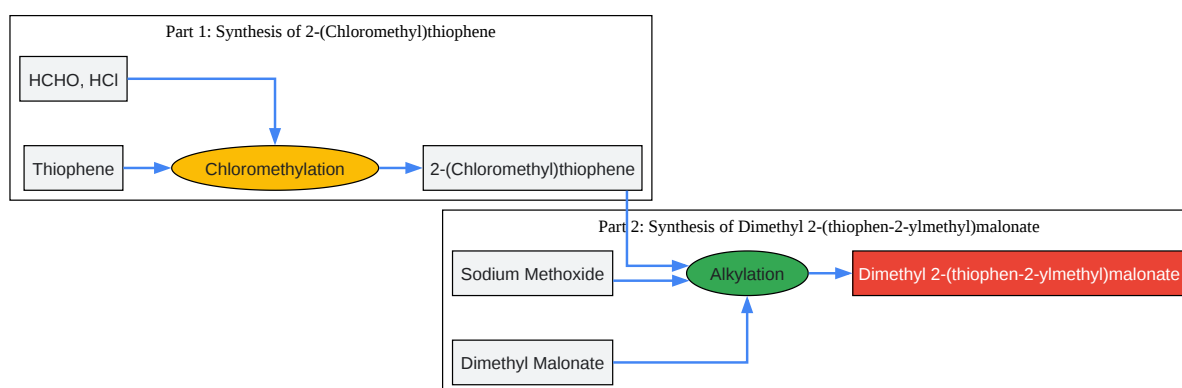 Part 1: Synthesis of 2-(Chloromethyl)thiophene
HCHO, HCl
Thiophene
Chloromethylation
2-(Chloromethyl)thiophene
Part 2: Synthesis of Dimethyl 2-(thiophen-2-ylmethyl)malonate
Sodium Methoxide
Alkylation
Dimethyl 2-(thiophen-2-ylmethyl)malonate
Dimethyl Malonate